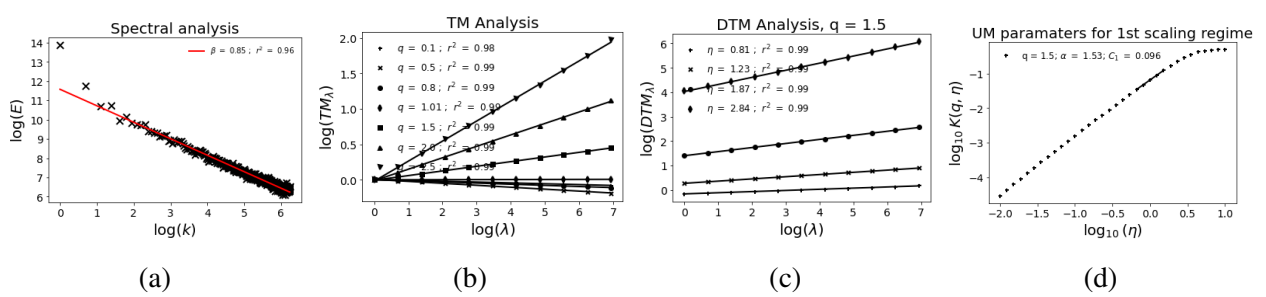 Spectral analysis
β = 0.85 ; r² = 0.96
log(E)
14
13
12
11
10
9
8
7
6
0 1 2 3 4 5 6
log(k)
(a)
TM Analysis
q = 0.1 ; r² = 0.98
q = 0.5 ; r² = 0.99
q = 0.8 ; r² = 0.99
q = 1.01 ; r² = 0.99
q = 1.5 ; r² = 0.99
q = 2.0 ; r² = 0.99
q = 2.5 ; r² = 0.99
log(TMλ)
2.0
1.5
1.0
0.5
0.0
0 1 2 3 4 5 6 7
log(λ)
(b)
DTM Analysis, q = 1.5
η = 0.81 ; r² = 0.99
η = 1.23 ; r² = 0.99
η = 1.87 ; r² = 0.99
η = 2.84 ; r² = 0.99
log(DTMλ)
6
5
4
3
2
1
0
0 1 2 3 4 5 6 7
log(λ)
(c)
UM paramaters for 1st scaling regime
q = 1.5; α = 1.53; C₁ = 0.096
log₁₀ K(q, η)
−1
−2
−3
−4
−2.0 −1.5 −1.0 −0.5 0.0 0.5 1.0
log₁₀ (η)
(d)